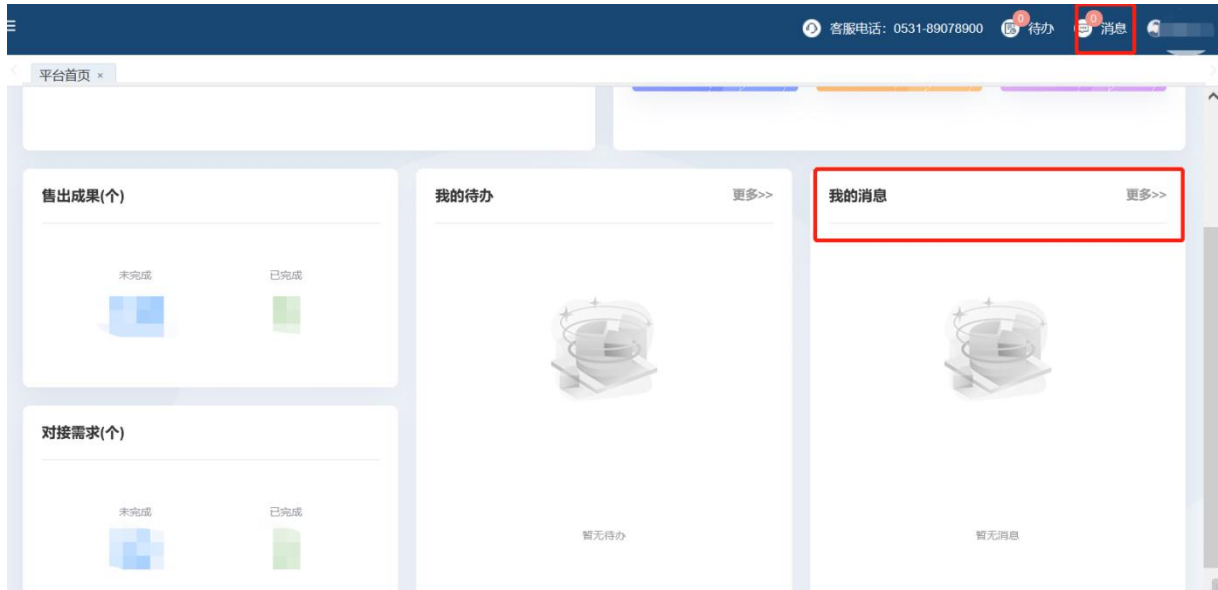 客服电话：0531-89078900 0 待办 0 消息
平台首页 ×
售出成果(个)
未完成 已完成
我的待办 更多>>
暂无待办
我的消息 更多>>
暂无消息
对接需求(个)
未完成 已完成